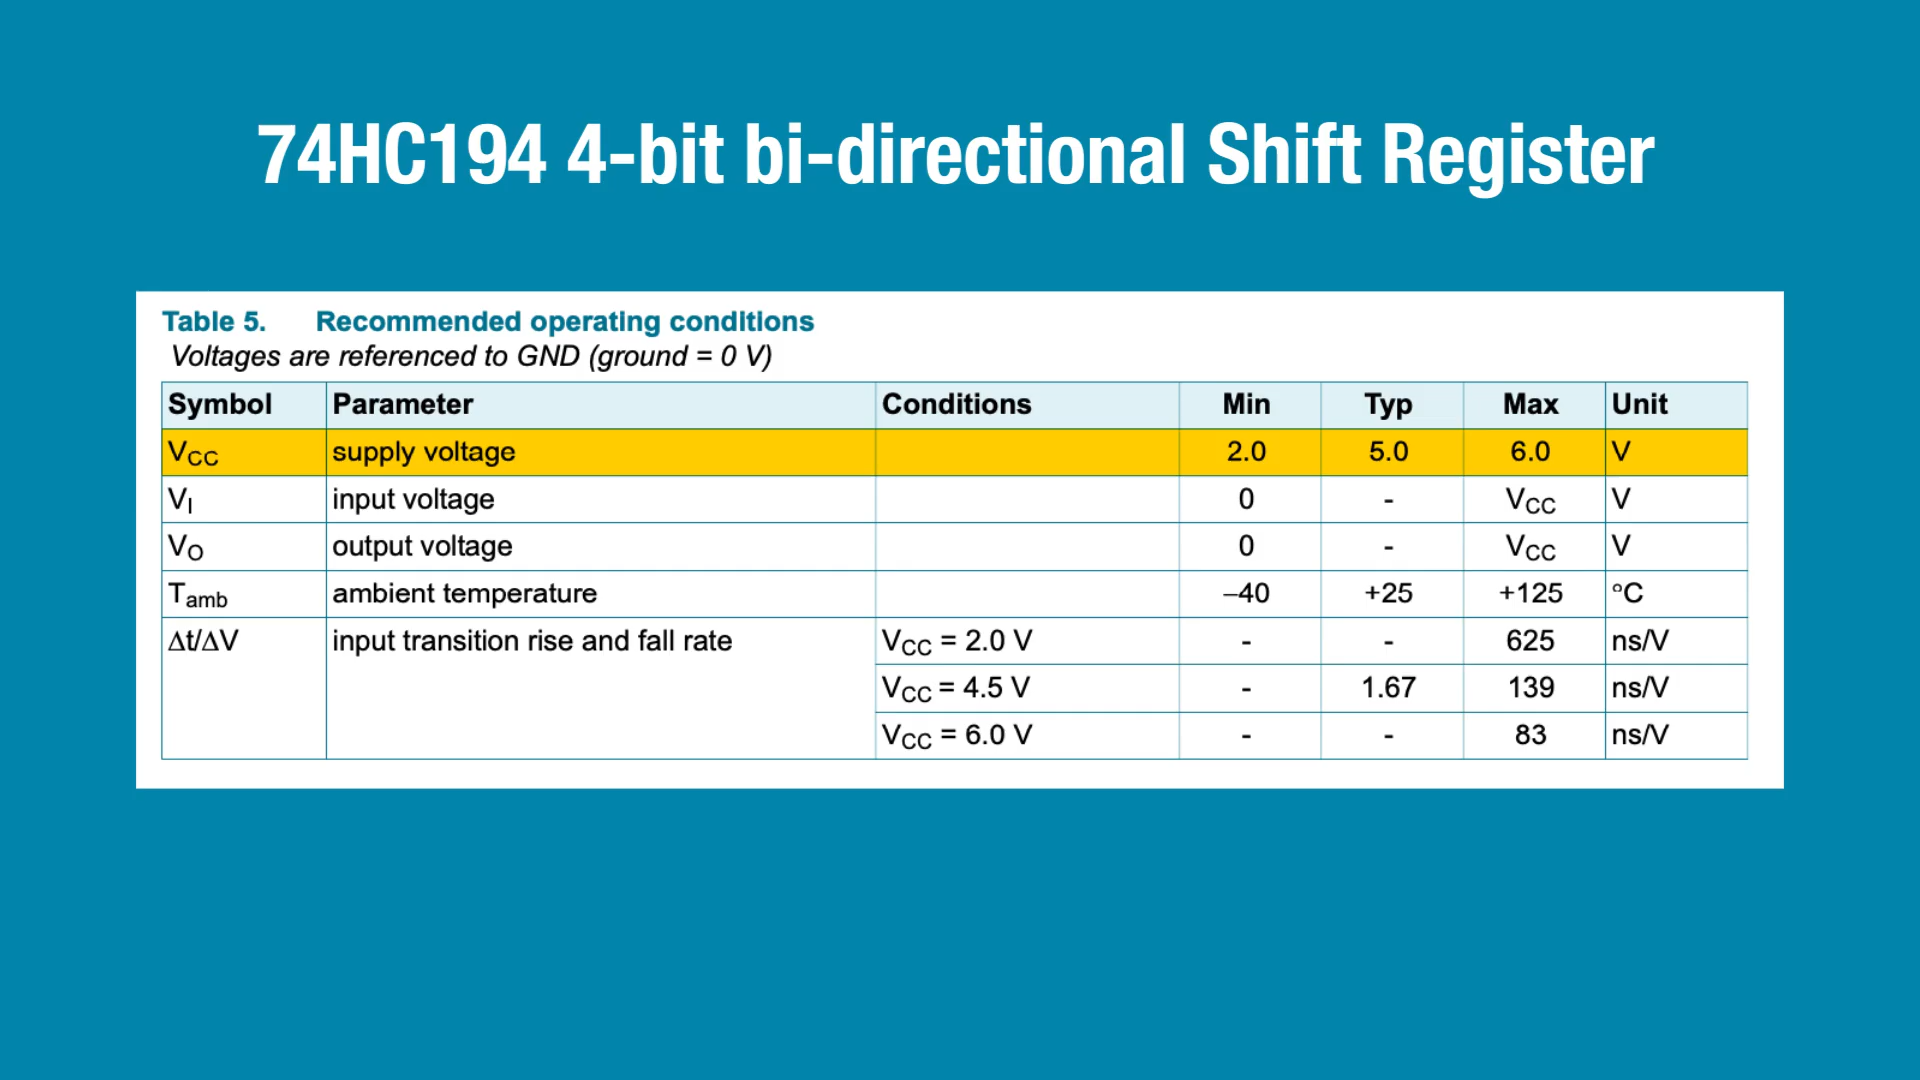 74HC194 4-bit bi-directional Shift Register
Table 5. Recommended operating conditions
Voltages are referenced to GND (ground = 0 V)
Symbol Parameter Conditions Min Typ Max Unit
VCC supply voltage 2.0 5.0 6.0 V
VI input voltage 0 - VCC V
VO output voltage 0 - VCC V
Tamb ambient temperature –40 +25 +125 °C
Δt/ΔV input transition rise and fall rate VCC = 2.0 V - - 625 ns/V
VCC = 4.5 V - 1.67 139 ns/V
VCC = 6.0 V - - 83 ns/V